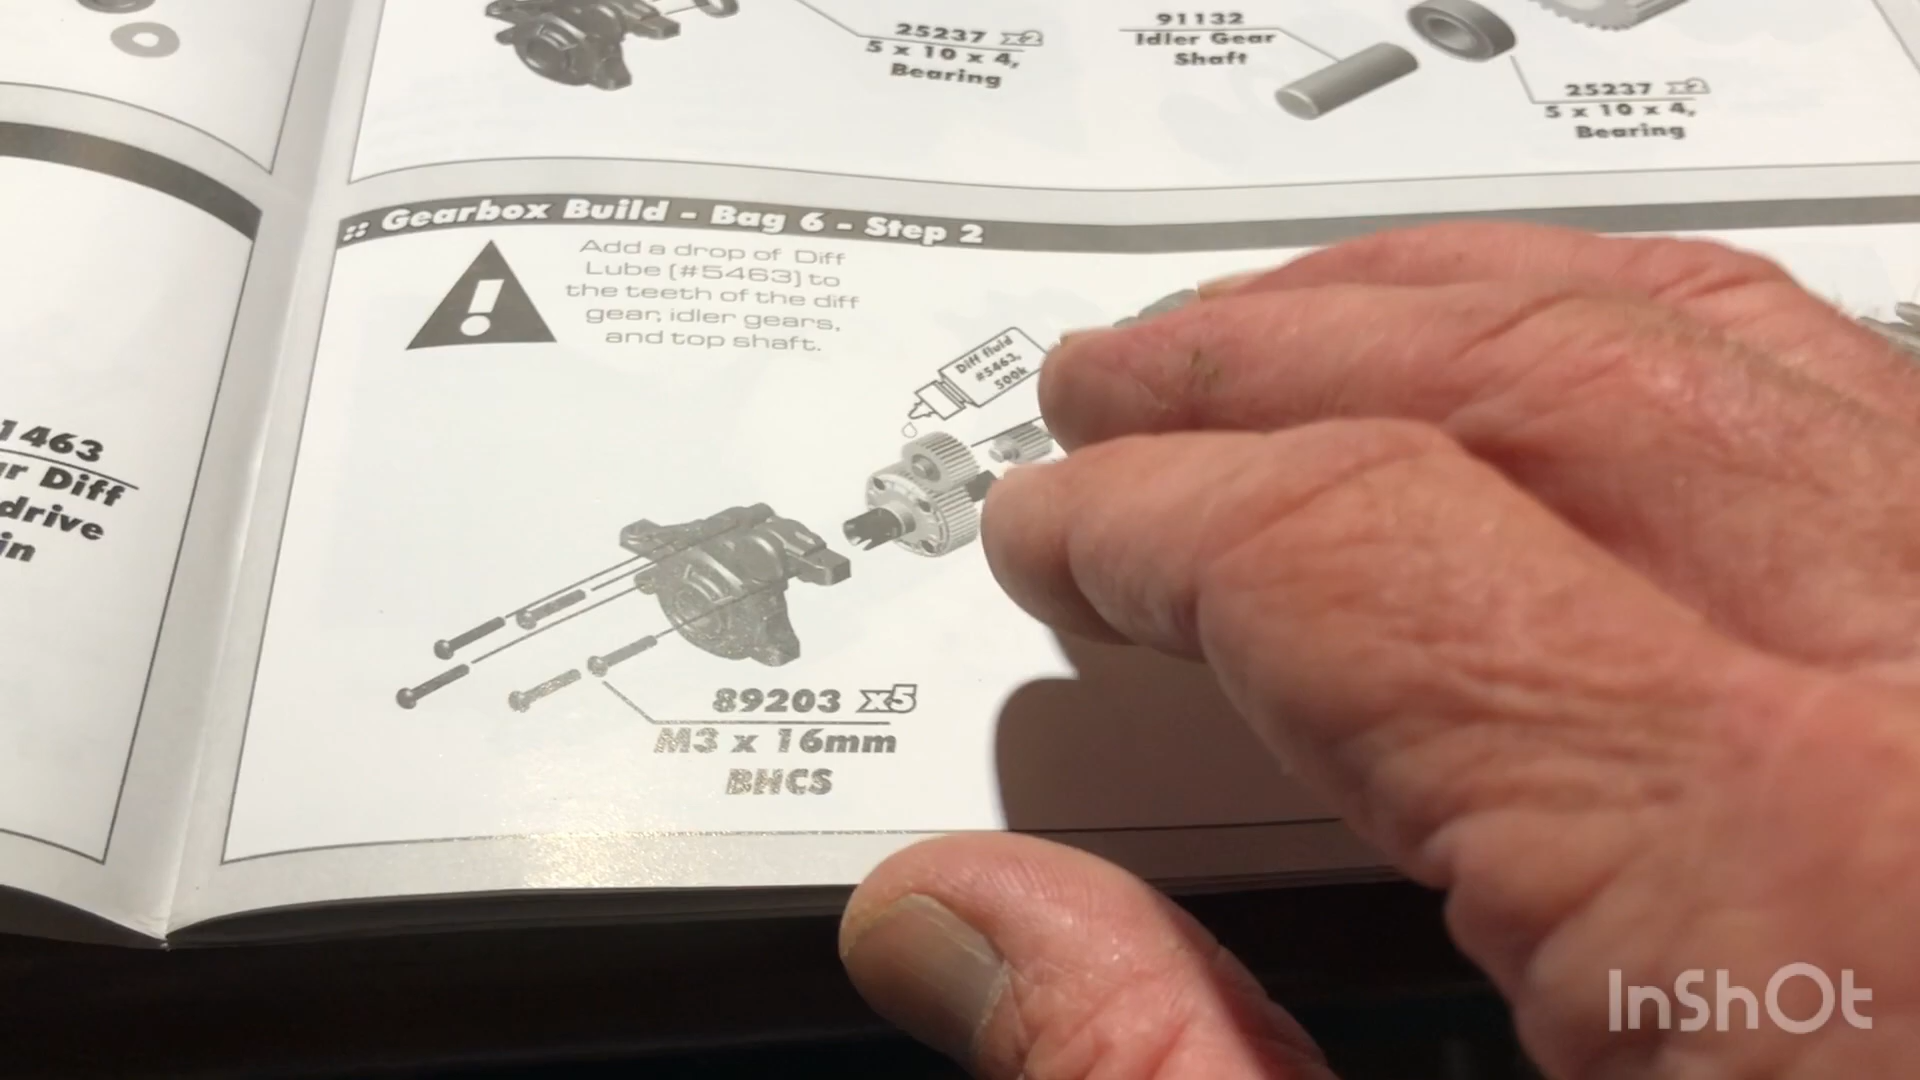 25237 x2
5 x 10 x 4,
Bearing
91132
Idler Gear
Shaft
25237 x2
5 x 10 x 4,
Bearing
:: Gearbox Build - Bag 6 - Step 2
Add a drop of Diff
Lube (#5463) to
the teeth of the diff
gear, idler gears,
and top shaft.
Diff fluid
#5463,
500k
1463
r Diff
drive
in
89203 x5
M3 x 16mm
BHCS
InShOt